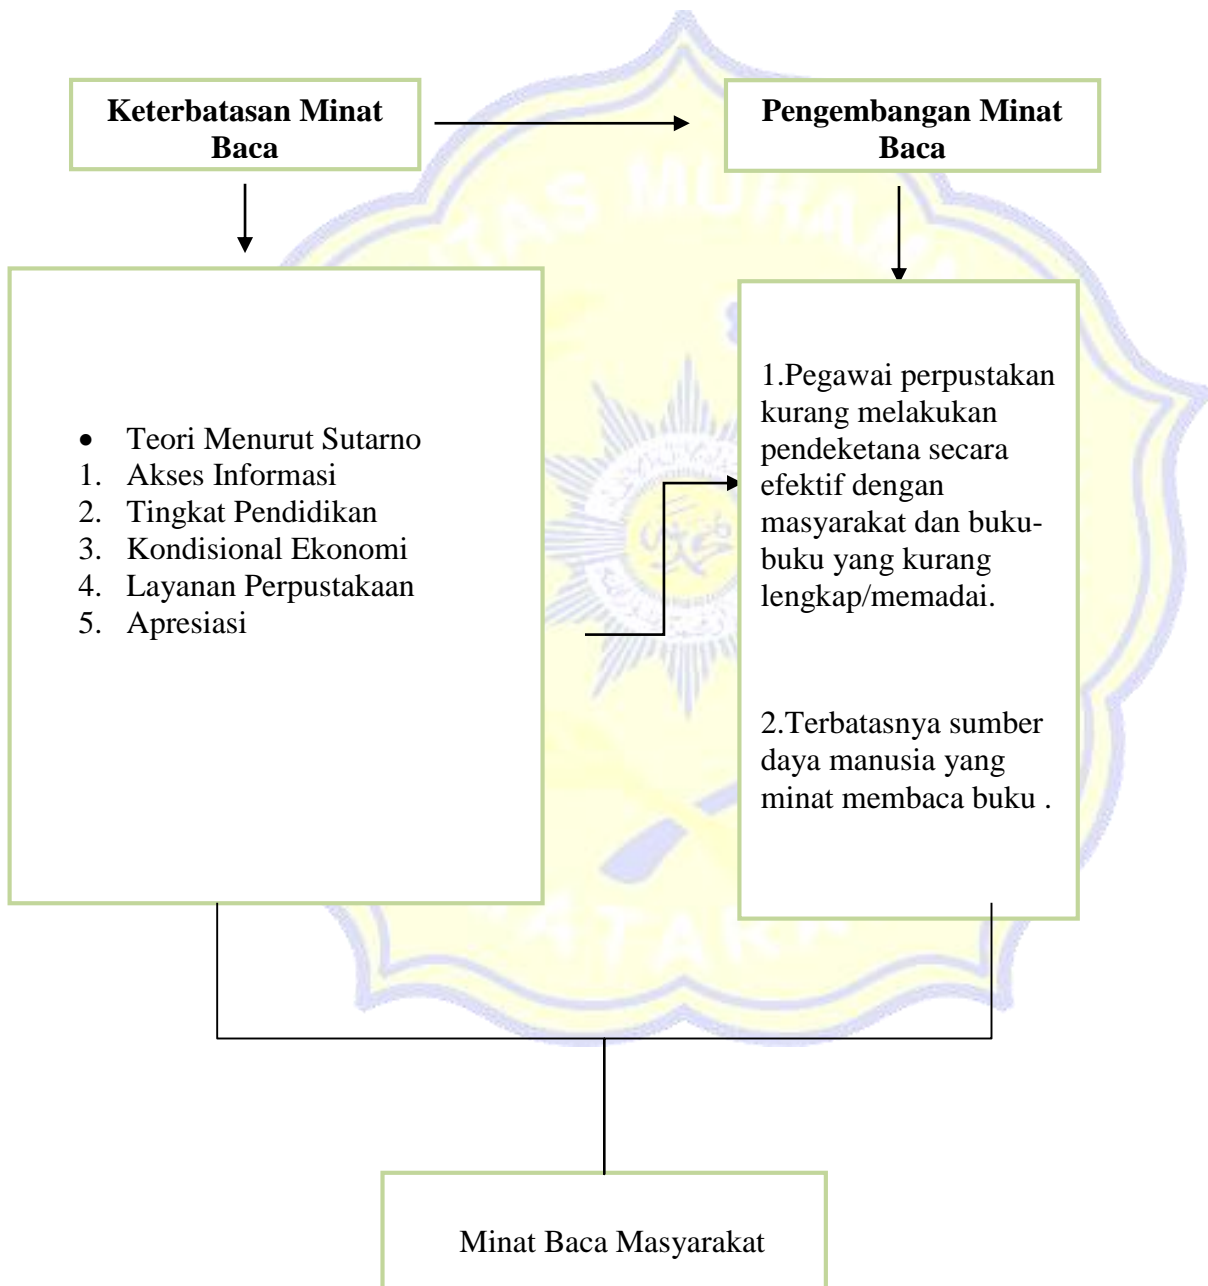 Keterbatasan Minat
Baca
Pengembangan Minat
Baca
• Teori Menurut Sutarno
1. Akses Informasi
2. Tingkat Pendidikan
3. Kondisional Ekonomi
4. Layanan Perpustakaan
5. Apresiasi
1.Pegawai perpustakan
kurang melakukan
pendeketana secara
efektif dengan
masyarakat dan buku-
buku yang kurang
lengkap/memadai.
2.Terbatasnya sumber
daya manusia yang
minat membaca buku .
Minat Baca Masyarakat